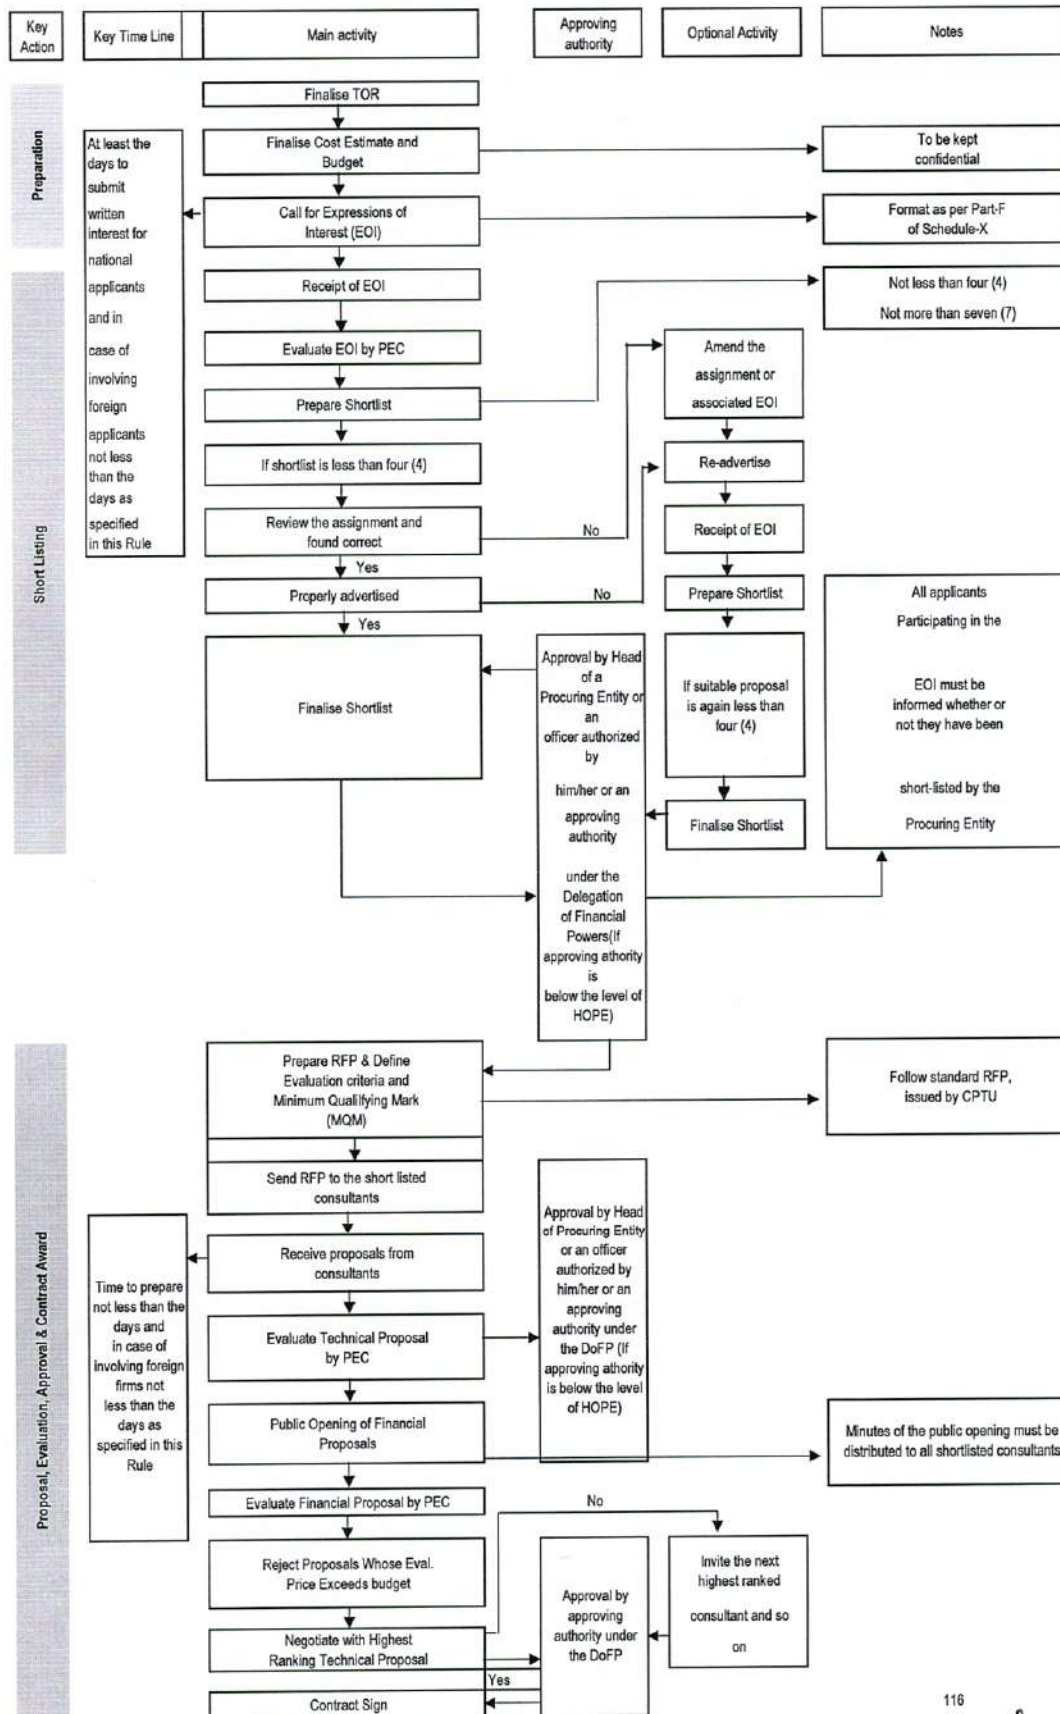 Key
Action
Key Time Line
Main activity
Approving
authority
Optional Activity
Notes
Preparation
Finalise TOR
At least the
days to
submit
written
interest for
national
applicants
and in
case of
involving
foreign
applicants
not less
than the
days as
specified
in this Rule
Finalise Cost Estimate and
Budget
To be kept
confidential
Call for Expressions of
Interest (EOI)
Format as per Part-F
of Schedule-X
Short Listing
Receipt of EOI
Not less than four (4)
Not more than seven (7)
Evaluate EOI by PEC
Amend the
assignment or
associated EOI
Prepare Shortlist
If shortlist is less than four (4)
Re-advertise
Review the assignment and
found correct
No
Receipt of EOI
Yes
Properly advertised
No
Prepare Shortlist
Yes
All applicants
Participating in the
EOI must be
informed whether or
not they have been
short-listed by the
Procuring Entity
Finalise Shortlist
Approval by Head
of a
Procuring Entity or
an
officer authorized
by
him/her or an
approving
authority
under the
Delegation
of Financial
Powers(If
approving athority
is
below the level of
HOPE)
If suitable proposal
is again less than
four (4)
Finalise Shortlist
Proposal, Evaluation, Approval & Contract Award
Prepare RFP & Define
Evaluation criteria and
Minimum Qualifying Mark
(MQM)
Follow standard RFP,
issued by CPTU
Send RFP to the short listed
consultants
Approval by Head
of Procuring Entity
or an officer
authorized by
him/her or an
approving
authority under
the DoFP (If
approving athority
is below the level
of HOPE)
Receive proposals from
consultants
Time to prepare
not less than the
days and
in case of
involving foreign
firms not
less than the
days as
specified in this
Rule
Evaluate Technical Proposal
by PEC
Public Opening of Financial
Proposals
Minutes of the public opening must be
distributed to all shortlisted consultants
Evaluate Financial Proposal by PEC
No
Reject Proposals Whose Eval.
Price Exceeds budget
Approval by
approving
authority under
the DoFP
Invite the next
highest ranked
consultant and so
on
Negotiate with Highest
Ranking Technical Proposal
Yes
Contract Sign
116